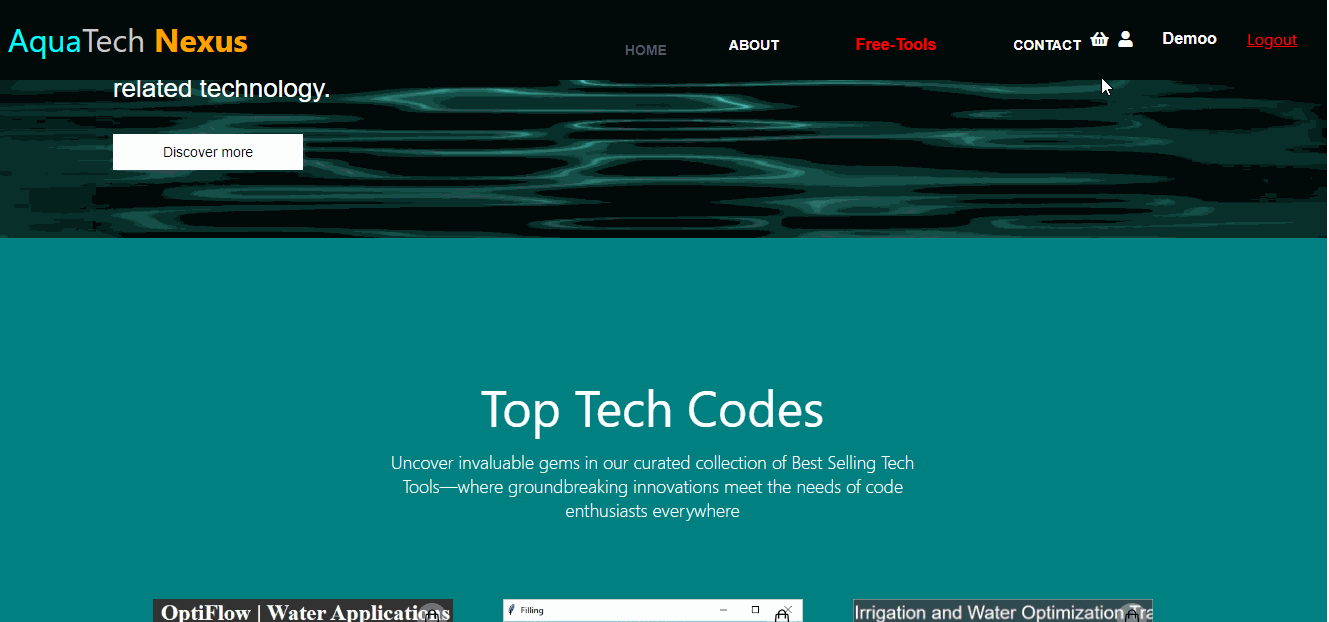 AquaTech Nexus
HOME
ABOUT
Free-Tools
CONTACT
Demoo
Logout
related technology.
Discover more
Top Tech Codes
Uncover invaluable gems in our curated collection of Best Selling Tech
Tools—where groundbreaking innovations meet the needs of code
enthusiasts everywhere
OptiFlow | Water Applications
Filling
Irrigation and Water Optimization Tra